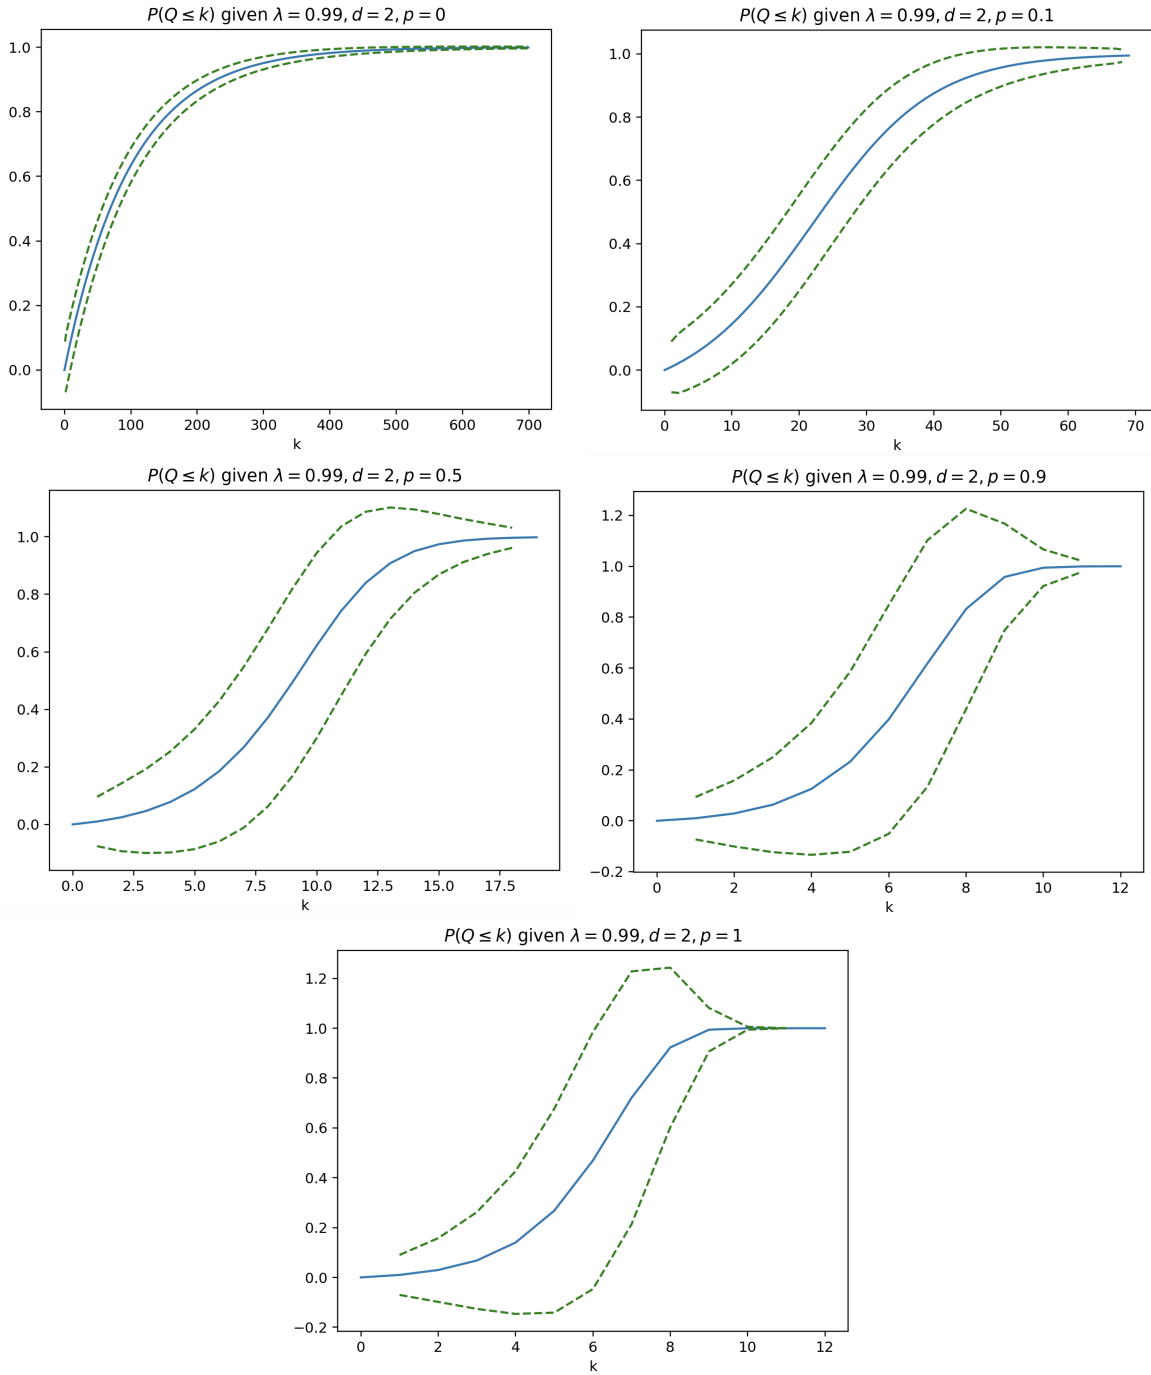 P(Q ≤ k) given λ = 0.99, d = 2, p = 0
1.0
0.8
0.6
0.4
0.2
0.0
0 100 200 300 400 500 600 700
k
P(Q ≤ k) given λ = 0.99, d = 2, p = 0.1
1.0
0.8
0.6
0.4
0.2
0.0
0 10 20 30 40 50 60 70
k
P(Q ≤ k) given λ = 0.99, d = 2, p = 0.5
1.0
0.8
0.6
0.4
0.2
0.0
0.0 2.5 5.0 7.5 10.0 12.5 15.0 17.5
k
P(Q ≤ k) given λ = 0.99, d = 2, p = 0.9
1.2
1.0
0.8
0.6
0.4
0.2
0.0
−0.2
0 2 4 6 8 10 12
k
P(Q ≤ k) given λ = 0.99, d = 2, p = 1
1.2
1.0
0.8
0.6
0.4
0.2
0.0
−0.2
0 2 4 6 8 10 12
k